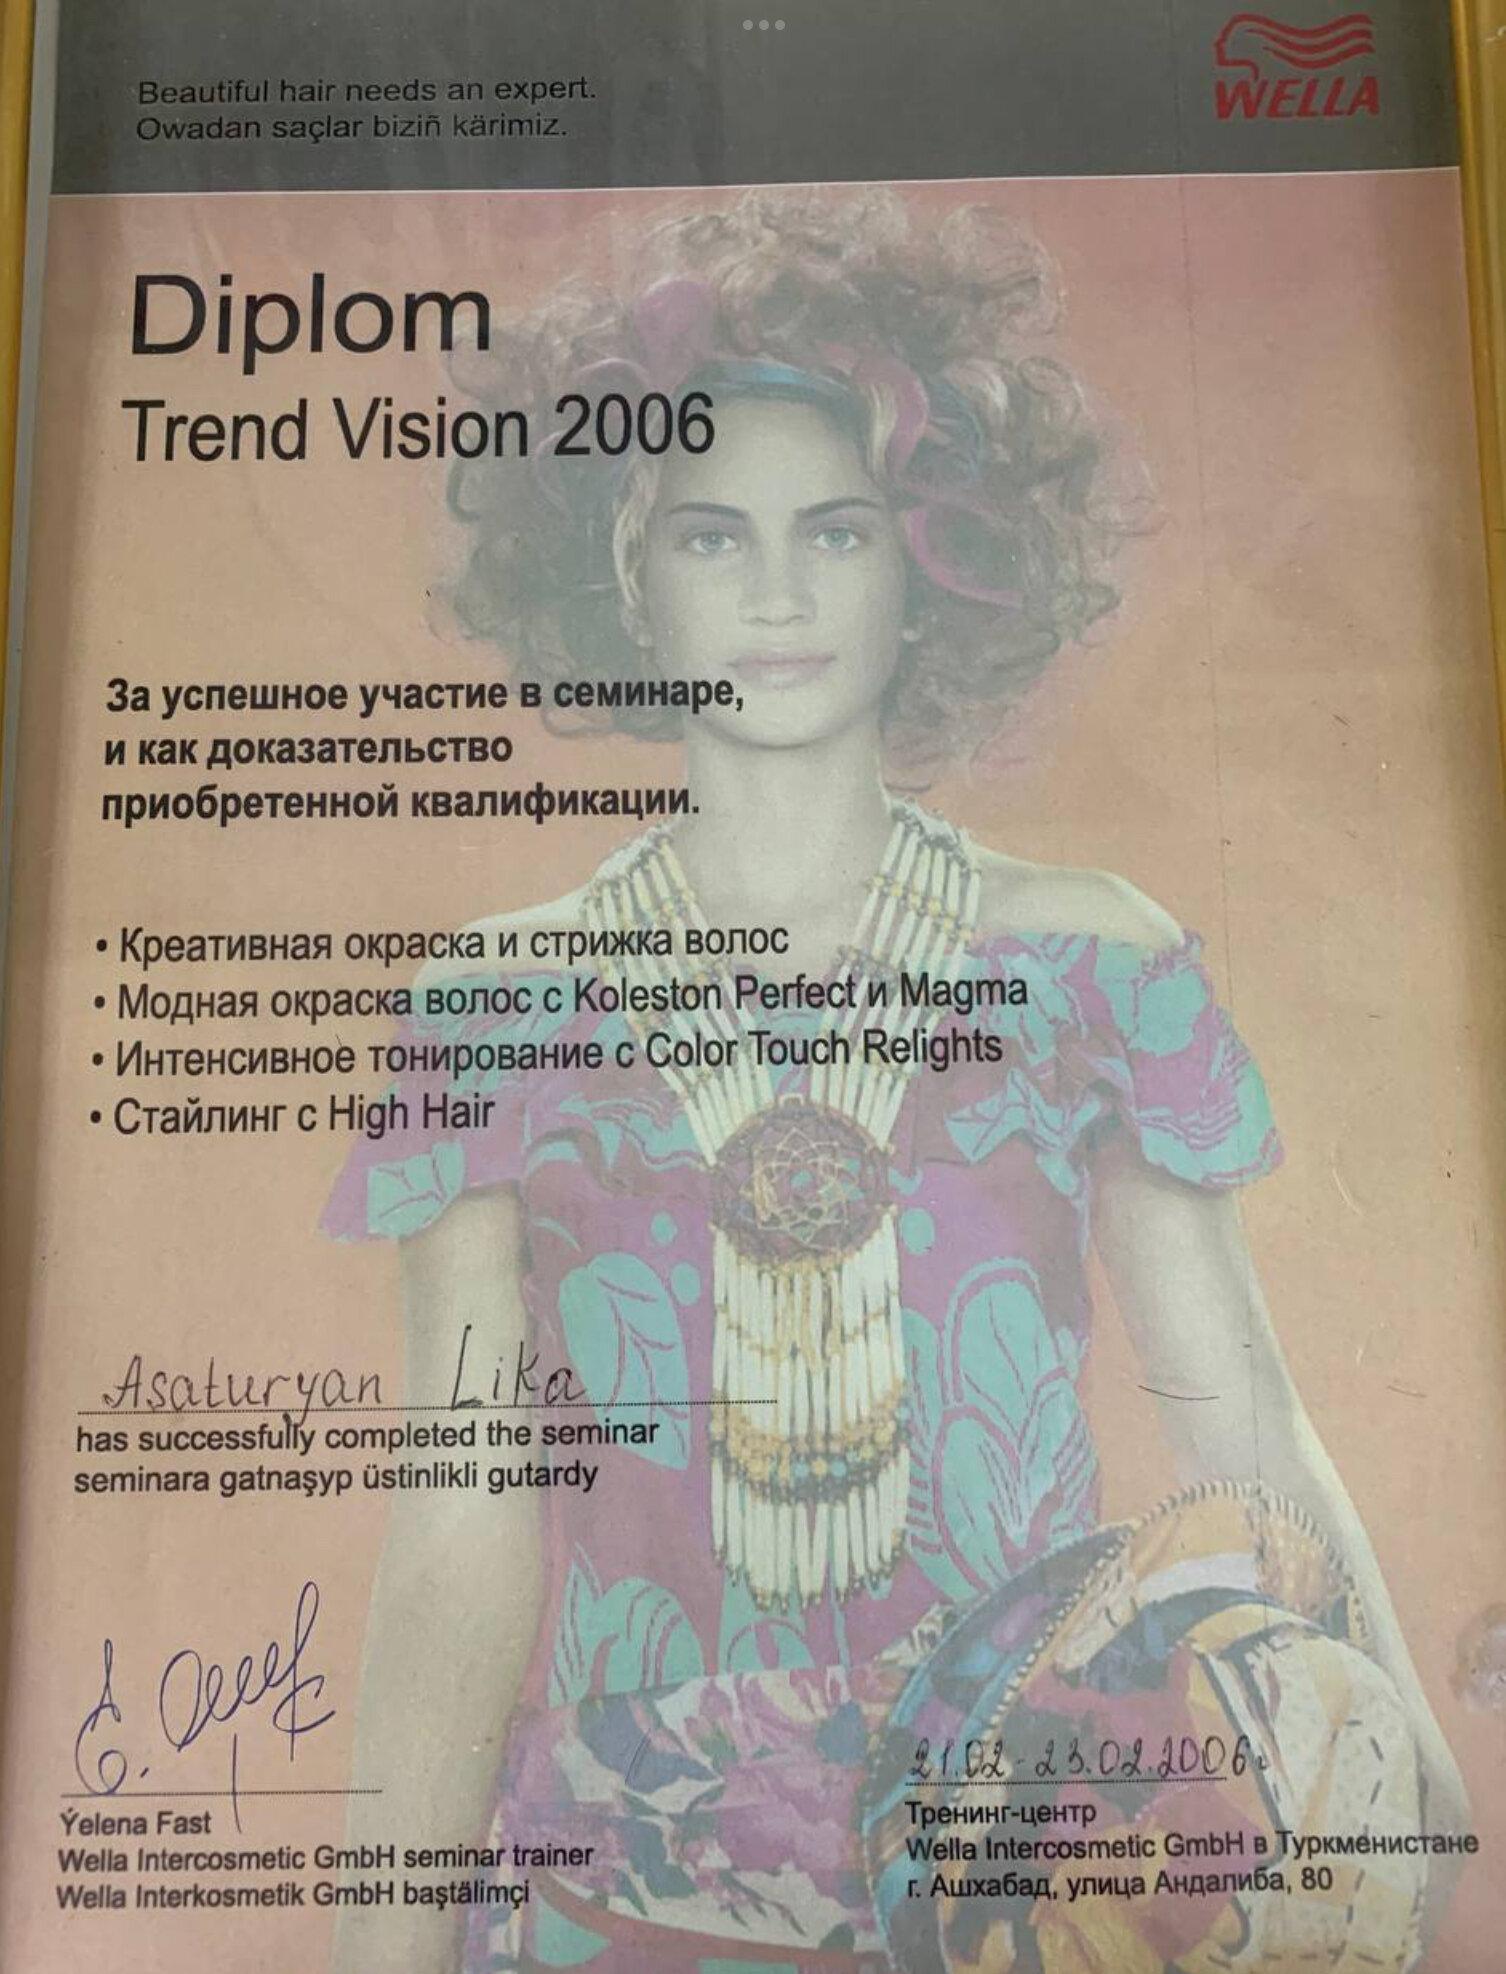 Beautiful hair needs an expert.
Owadan saçlar biziñ kärimiz.
WELLA
Diplom
Trend Vision 2006
За успешное участие в семинаре,
и как доказательство
приобретенной квалификации.
• Креативная окраска и стрижка волос
• Модная окраска волос с Koleston Perfect и Magma
• Интенсивное тонирование с Color Touch Relights
• Стайлинг с High Hair
Asaturyan Lika
has successfully completed the seminar
seminara gatnaşyp üstinlikli gutardy
21.02 - 23.02.2006г
Ýelena Fast
Wella Intercosmetic GmbH seminar trainer
Wella Interkosmetik GmbH baştälimçi
Тренинг-центр
Wella Intercosmetic GmbH в Туркменистане
г. Ашхабад, улица Андалиба, 80